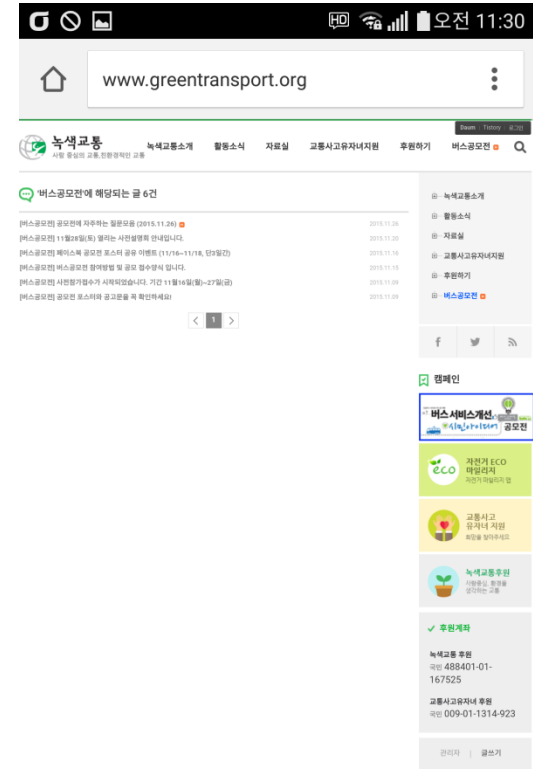 오전 11:30
www.greentransport.org
Daum | Tistory | 로그인
녹색교통
사람 중심의 교통, 친환경적인 교통
녹색교통소개 활동소식 자료실 교통사고유자녀지원 후원하기 버스공모전
'버스공모전'에 해당되는 글 6건
[버스공모전] 공모전에 자주하는 질문모음 (2015.11.26) 2015.11.26
[버스공모전] 11월28일(토) 열리는 사전설명회 안내입니다. 2015.11.20
[버스공모전] 페이스북 공모전 포스터 공유 이벤트 (11/16~11/18, 단3일간) 2015.11.16
[버스공모전] 버스공모전 참여방법 및 공모 접수양식 입니다. 2015.11.15
[버스공모전] 사전참가접수가 시작되었습니다. 기간 11월16일(월)~27일(금) 2015.11.09
[버스공모전] 공모전 포스터와 공고문을 꼭 확인하세요! 2015.11.09
1
녹색교통소개
활동소식
자료실
교통사고유자녀지원
후원하기
버스공모전
캠페인
버스 서비스개선
시민아이디어 공모전
eco
자전거 ECO
마일리지
자전거 마일리지 앱
교통사고
유자녀 지원
희망을 찾아주세요
녹색교통후원
사람중심, 환경을
생각하는 교통
후원계좌
녹색교통 후원
국민 488401-01-
167525
교통사고유자녀 후원
국민 009-01-1314-923
관리자 | 글쓰기